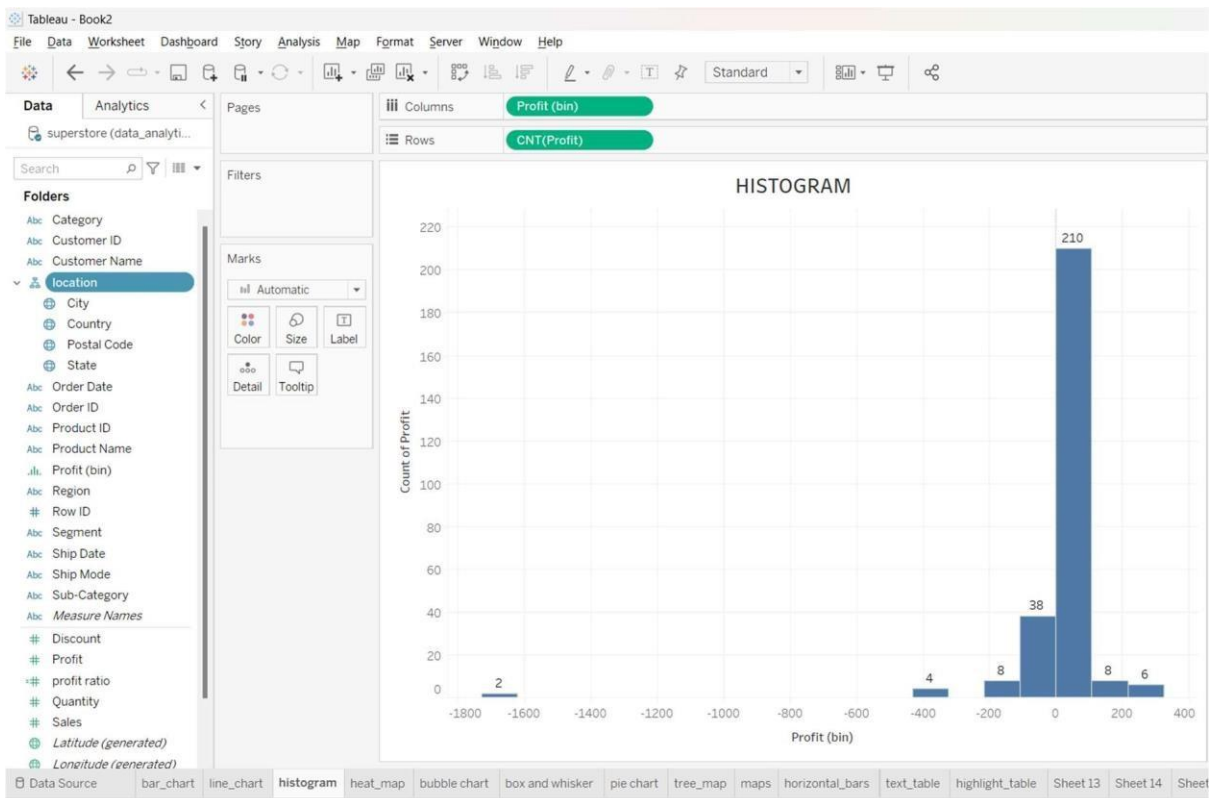 Tableau - Book2
File Data Worksheet Dashboard Story Analysis Map Format Server Window Help
Standard
Data Analytics
superstore (data_analyti...
Search
Folders
Abc Category
Abc Customer ID
Abc Customer Name
location
City
Country
Postal Code
State
Abc Order Date
Abc Order ID
Abc Product ID
Abc Product Name
Profit (bin)
Abc Region
# Row ID
Abc Segment
Abc Ship Date
Abc Ship Mode
Abc Sub-Category
Abc Measure Names
# Discount
# Profit
=# profit ratio
# Quantity
# Sales
Latitude (generated)
Longitude (generated)
Pages
Filters
Marks
Automatic
Color Size Label
Detail Tooltip
Columns Profit (bin)
Rows CNT(Profit)
HISTOGRAM
Count of Profit
220
200
180
160
140
120
100
80
60
40
20
0
2
4
8
38
210
8
6
-1800 -1600 -1400 -1200 -1000 -800 -600 -400 -200 0 200 400
Profit (bin)
Data Source bar_chart line_chart histogram heat_map bubble chart box and whisker pie chart tree_map maps horizontal_bars text_table highlight_table Sheet 13 Sheet 14 Sheet